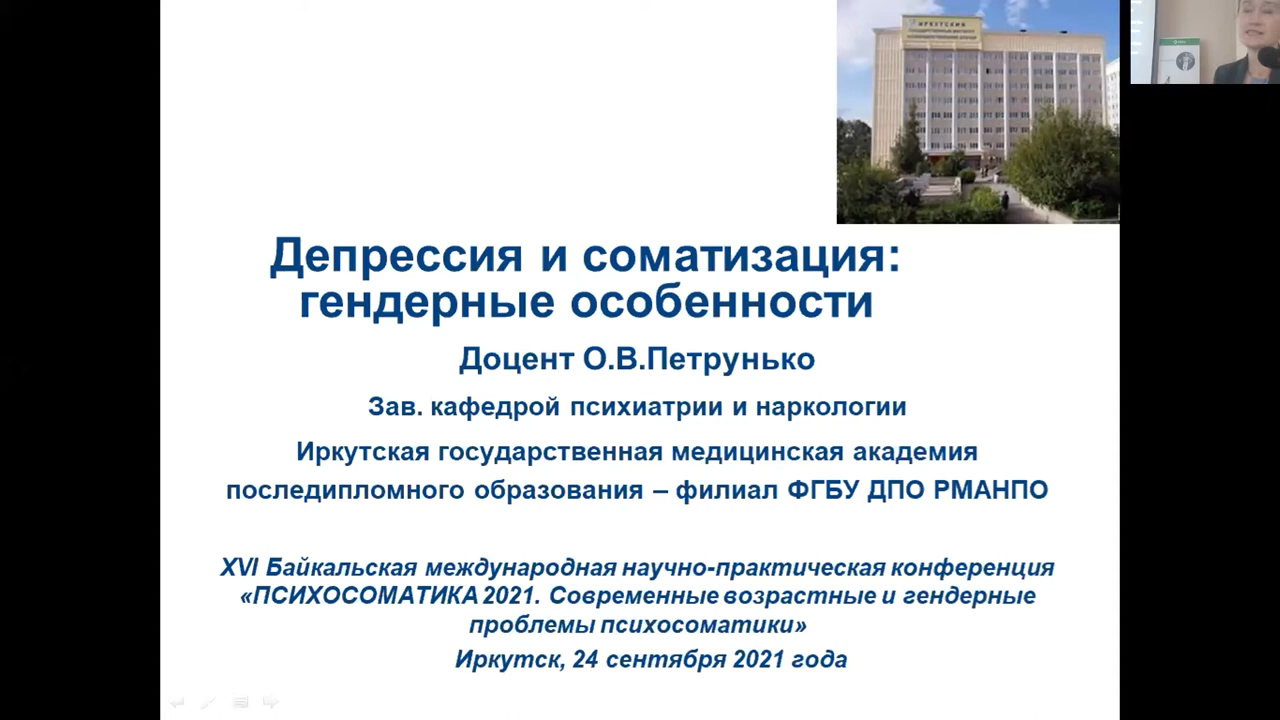 ИРКУТСКИЙ
Депрессия и соматизация:
гендерные особенности
Доцент О.В.Петрунько
Зав. кафедрой психиатрии и наркологии
Иркутская государственная медицинская академия
последипломного образования – филиал ФГБУ ДПО РМАНПО
XVI Байкальская международная научно-практическая конференция
«ПСИХОСОМАТИКА 2021. Современные возрастные и гендерные
проблемы психосоматики»
Иркутск, 24 сентября 2021 года